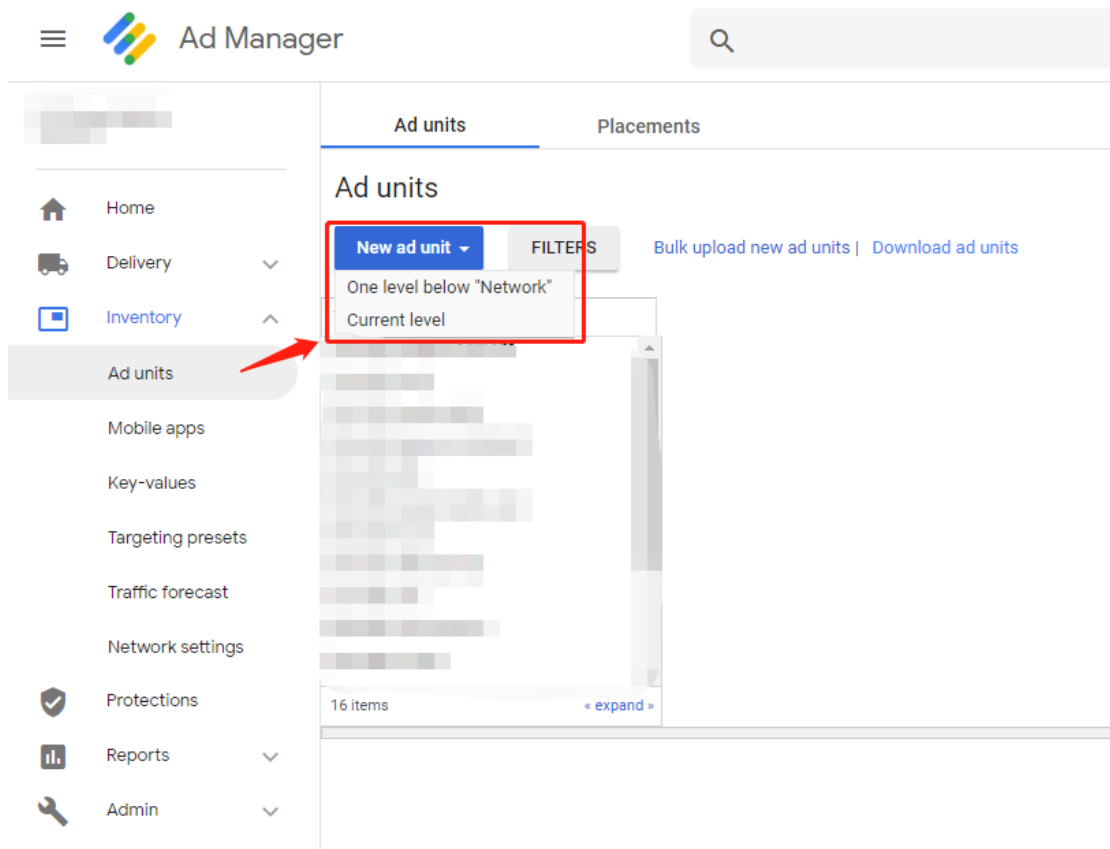 Ad Manager
Ad units
Placements
Home
Delivery
Inventory
Ad units
Mobile apps
Key-values
Targeting presets
Traffic forecast
Network settings
Protections
Reports
Admin
Ad units
New ad unit
FILTERS
Bulk upload new ad units | Download ad units
One level below "Network"
Current level
16 items
« expand »